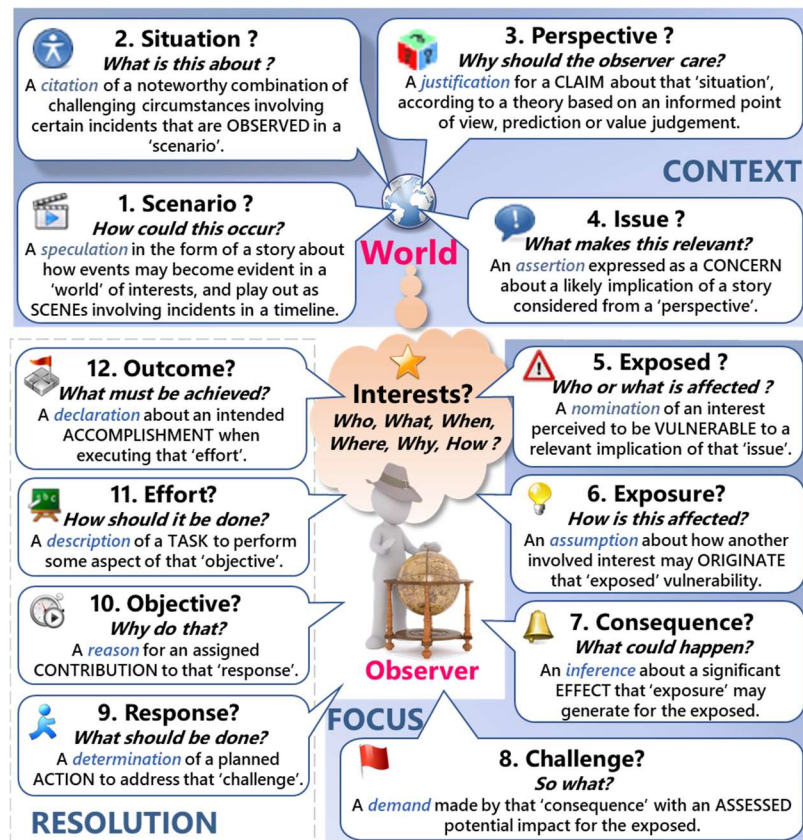 2. Situation ?
What is this about ?
A citation of a noteworthy combination of
challenging circumstances involving
certain incidents that are OBSERVED in a
‘scenario’.
3. Perspective ?
Why should the observer care?
A justification for a CLAIM about that ‘situation’,
according to a theory based on an informed point
of view, prediction or value judgement.
CONTEXT
1. Scenario ?
How could this occur?
A speculation in the form of a story about
how events may become evident in a
‘world’ of interests, and play out as
SCENEs involving incidents in a timeline.
World
4. Issue ?
What makes this relevant?
An assertion expressed as a CONCERN
about a likely implication of a story
considered from a ‘perspective’.
12. Outcome?
What must be achieved?
A declaration about an intended
ACCOMPLISHMENT when
executing that ‘effort’.
Interests?
Who, What, When,
Where, Why, How ?
5. Exposed ?
Who or what is affected ?
A nomination of an interest
perceived to be VULNERABLE to a
relevant implication of that ‘issue’.
11. Effort?
How should it be done?
A description of a TASK to perform
some aspect of that ‘objective’.
6. Exposure?
How is this affected?
An assumption about how another
involved interest may ORIGINATE
that ‘exposed’ vulnerability.
10. Objective?
Why do that?
A reason for an assigned
CONTRIBUTION to that ‘response’.
Observer
7. Consequence?
What could happen?
An inference about a significant
EFFECT that ‘exposure’ may
generate for the exposed.
9. Response?
What should be done?
A determination of a planned
ACTION to address that ‘challenge’.
FOCUS
8. Challenge?
So what?
A demand made by that ‘consequence’ with an ASSESSED
potential impact for the exposed.
RESOLUTION